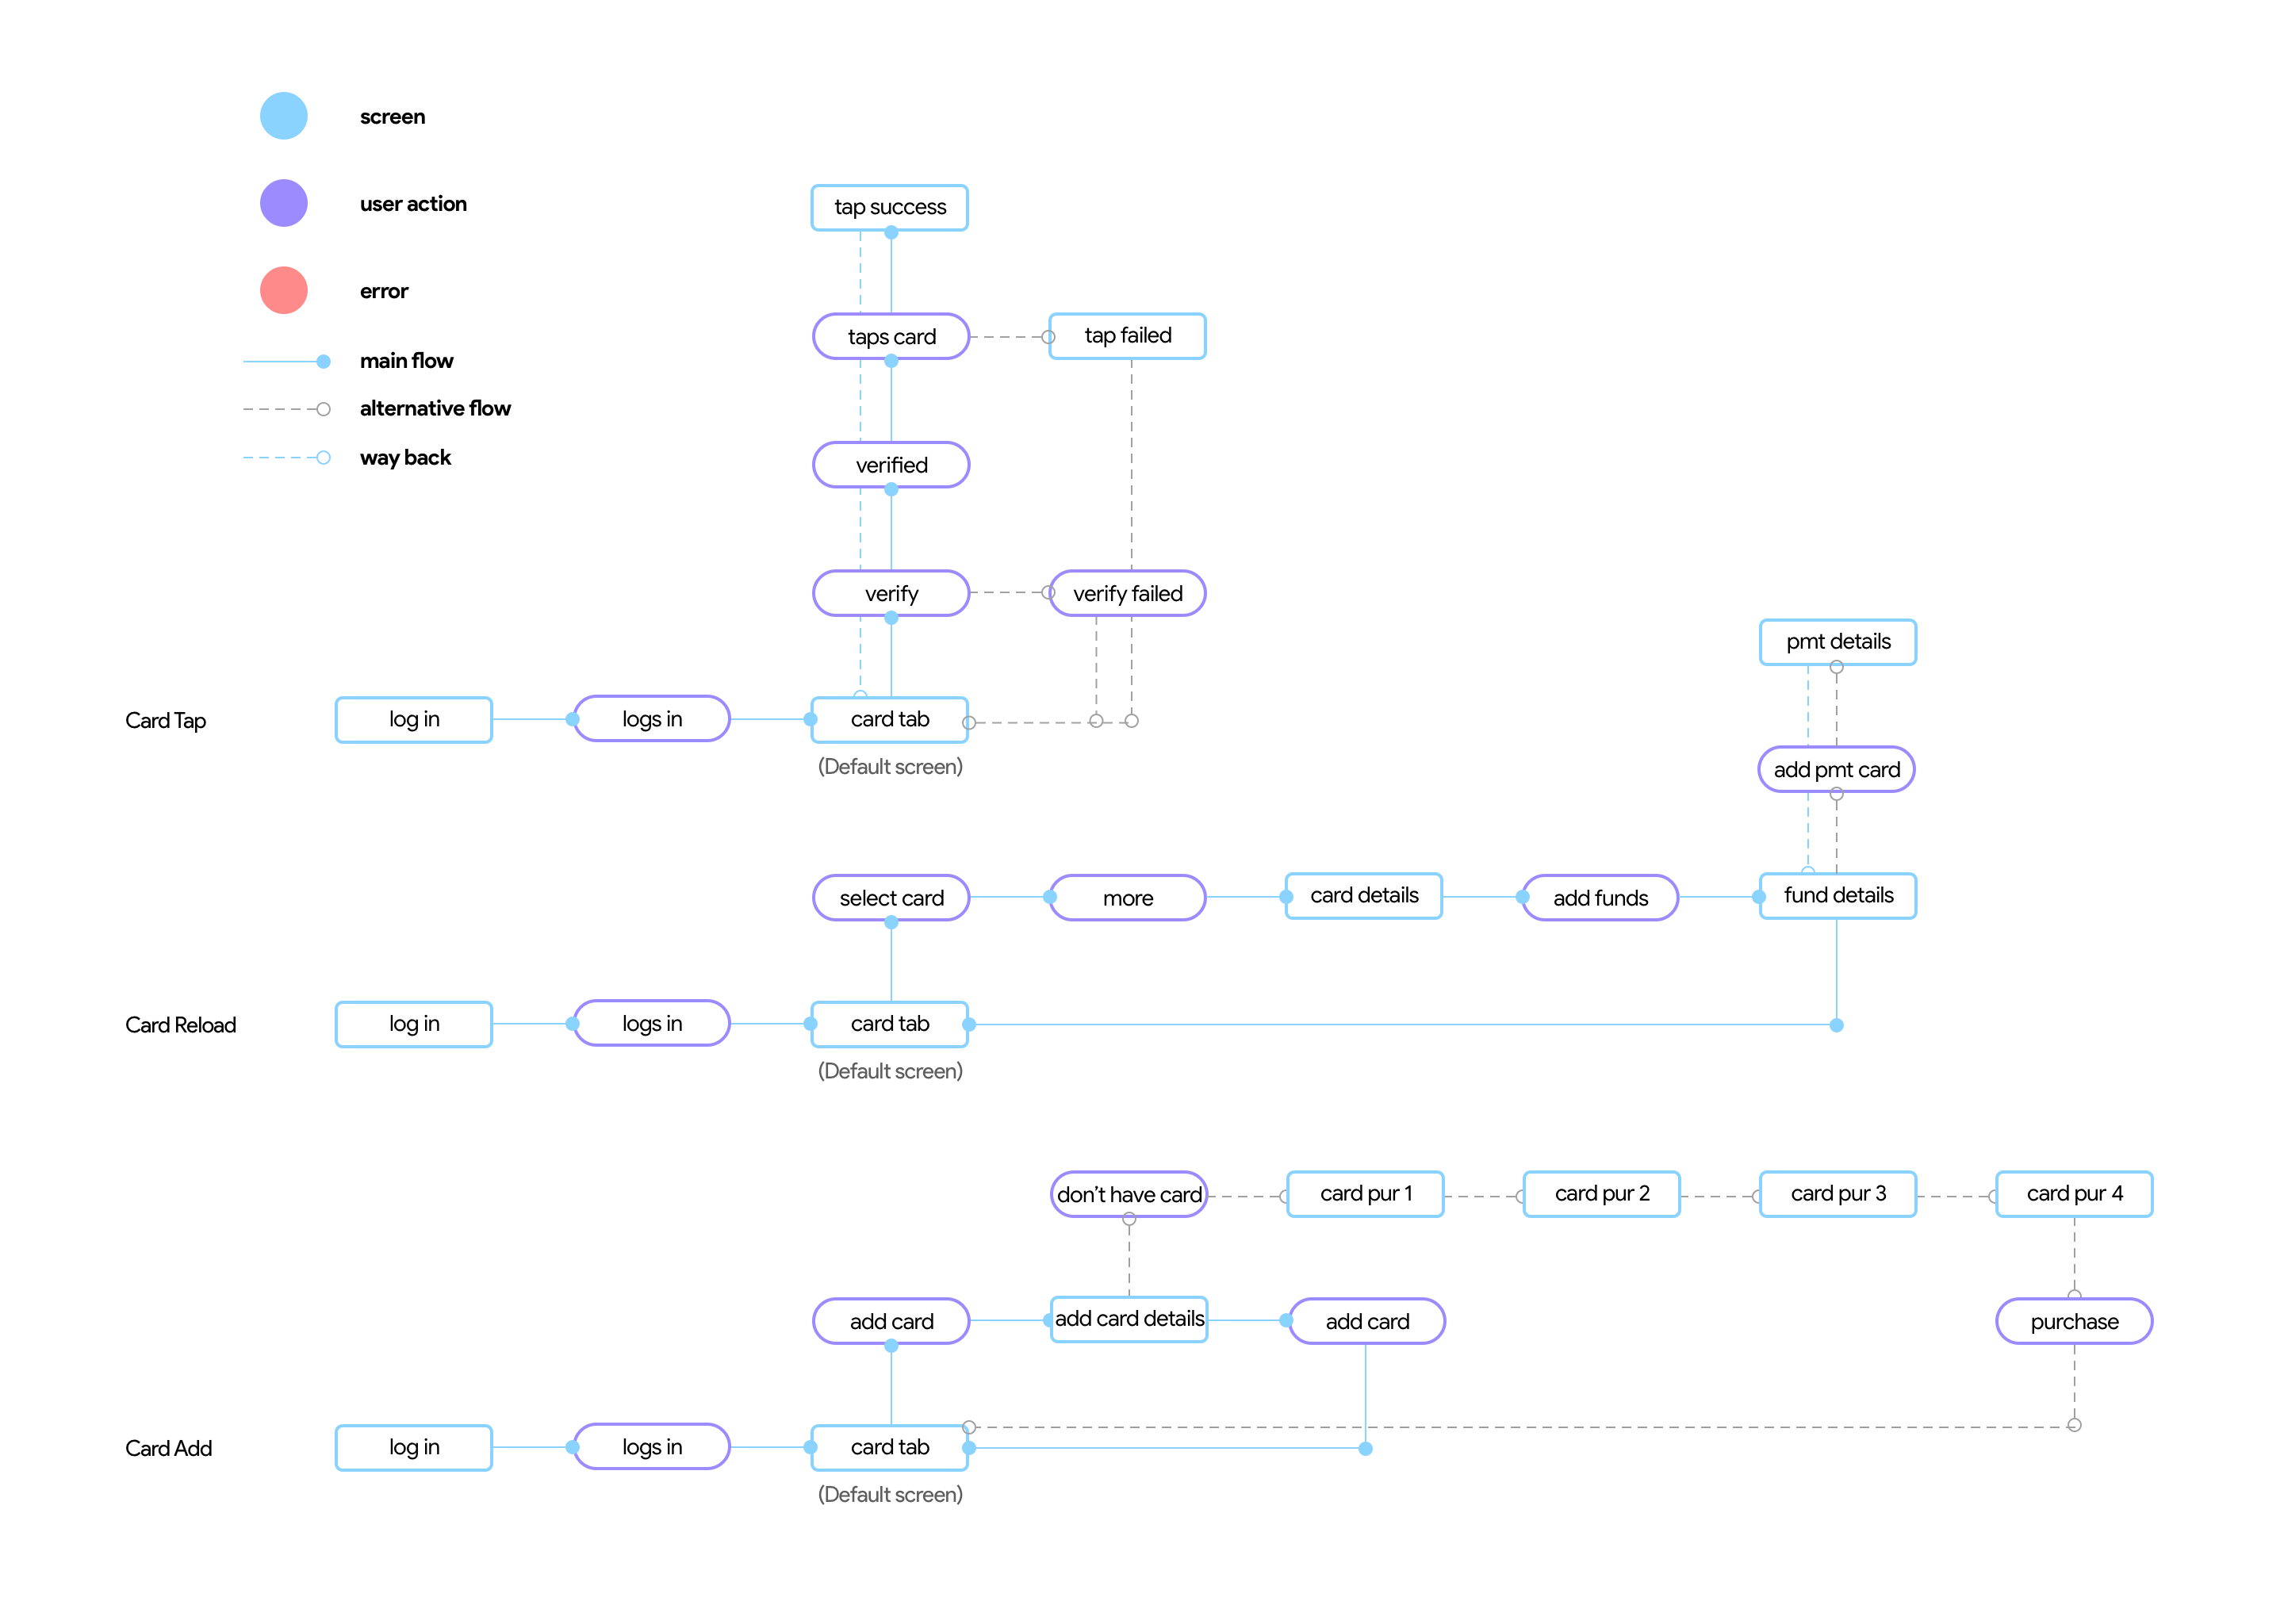 screen
user action
error
main flow
alternative flow
way back
tap success
taps card
tap failed
verified
verify
verify failed
Card Tap
log in
logs in
card tab
(Default screen)
pmt details
add pmt card
select card
more
card details
add funds
fund details
Card Reload
log in
logs in
card tab
(Default screen)
don't have card
card pur 1
card pur 2
card pur 3
card pur 4
add card
add card details
add card
purchase
Card Add
log in
logs in
card tab
(Default screen)